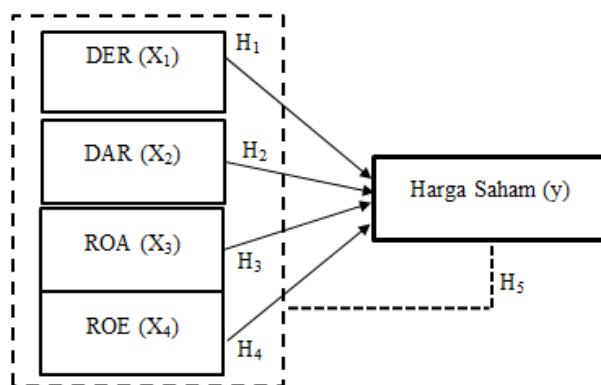 H₁
DER (X₁)
DAR (X₂)
H₂
Harga Saham (y)
ROA (X₃)
H₃
H₅
ROE (X₄)
H₄